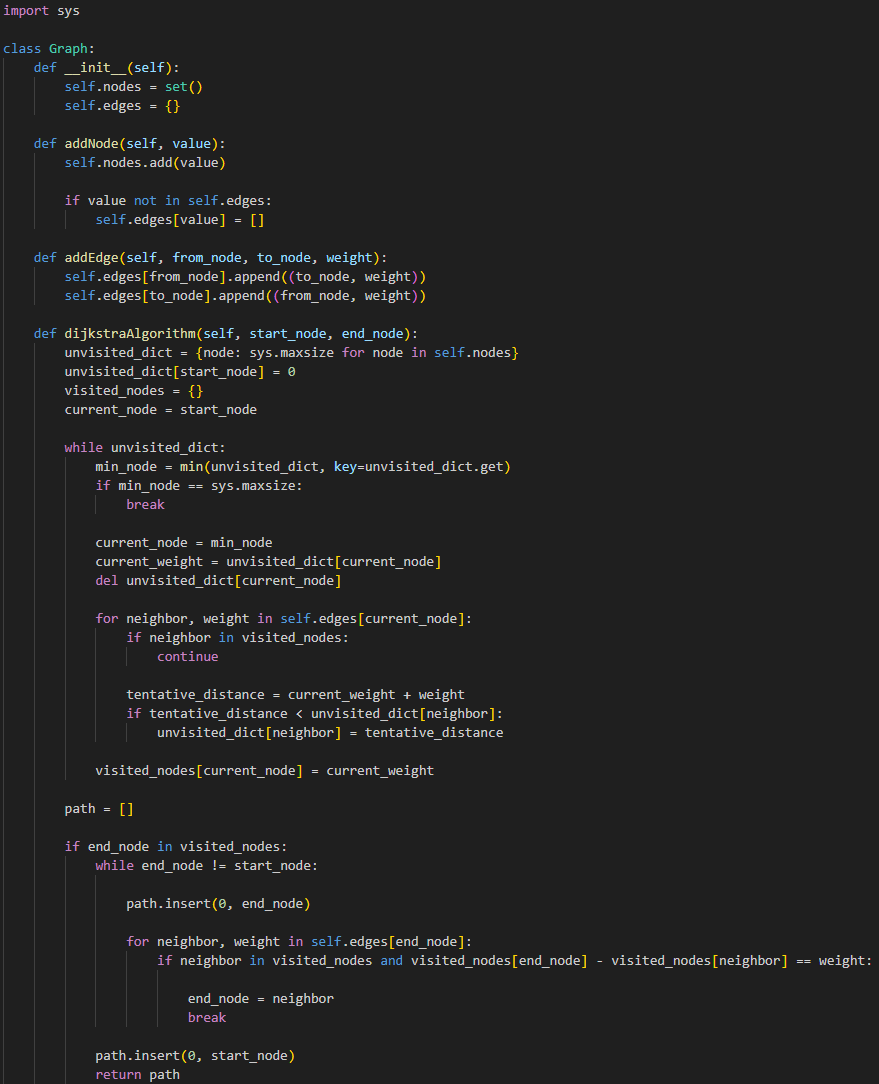 import sys
class Graph:
    def __init__(self):
        self.nodes = set()
        self.edges = {}
    def addNode(self, value):
        self.nodes.add(value)
        if value not in self.edges:
            self.edges[value] = []
    def addEdge(self, from_node, to_node, weight):
        self.edges[from_node].append((to_node, weight))
        self.edges[to_node].append((from_node, weight))
    def dijkstraAlgorithm(self, start_node, end_node):
        unvisited_dict = {node: sys.maxsize for node in self.nodes}
        unvisited_dict[start_node] = 0
        visited_nodes = {}
        current_node = start_node
        while unvisited_dict:
            min_node = min(unvisited_dict, key=unvisited_dict.get)
            if min_node == sys.maxsize:
                break
            current_node = min_node
            current_weight = unvisited_dict[current_node]
            del unvisited_dict[current_node]
            for neighbor, weight in self.edges[current_node]:
                if neighbor in visited_nodes:
                    continue
                tentative_distance = current_weight + weight
                if tentative_distance < unvisited_dict[neighbor]:
                    unvisited_dict[neighbor] = tentative_distance
            visited_nodes[current_node] = current_weight
        path = []
        if end_node in visited_nodes:
            while end_node != start_node:
                path.insert(0, end_node)
                for neighbor, weight in self.edges[end_node]:
                    if neighbor in visited_nodes and visited_nodes[end_node] - visited_nodes[neighbor] == weight:
                        end_node = neighbor
                        break
            path.insert(0, start_node)
            return path